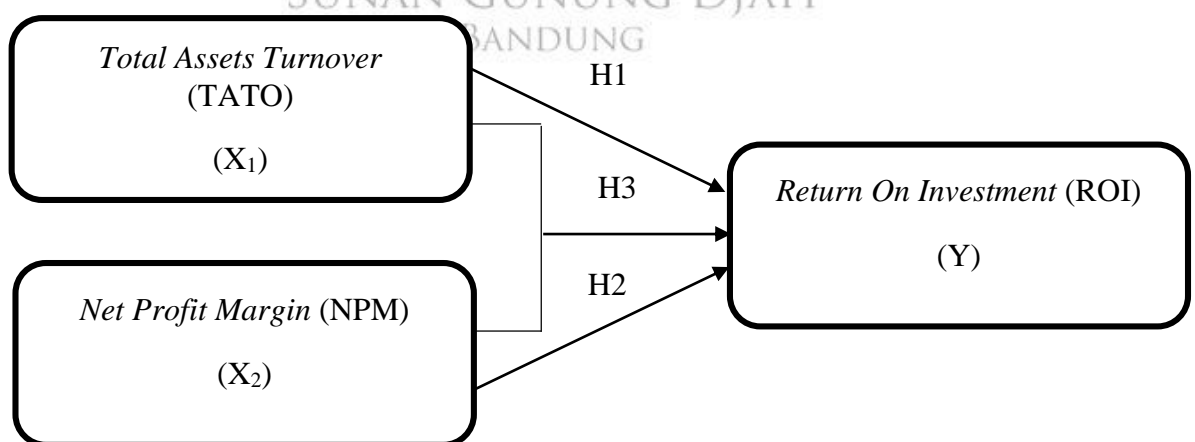 SUNAN GUNUNG DJATI
BANDUNG
Total Assets Turnover
(TATO)
(X₁)
H1
H3
Return On Investment (ROI)
(Y)
H2
Net Profit Margin (NPM)
(X₂)